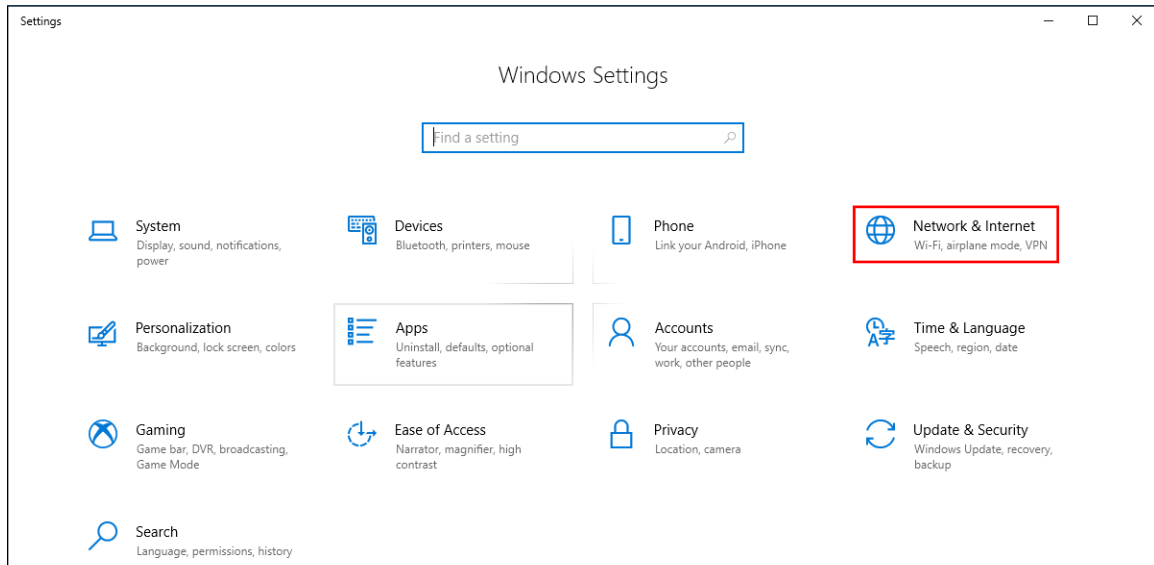 Settings
Windows Settings
Find a setting
System
Display, sound, notifications,
power
Devices
Bluetooth, printers, mouse
Phone
Link your Android, iPhone
Network & Internet
Wi-Fi, airplane mode, VPN
Personalization
Background, lock screen, colors
Apps
Uninstall, defaults, optional
features
Accounts
Your accounts, email, sync,
work, other people
Time & Language
Speech, region, date
Gaming
Game bar, DVR, broadcasting,
Game Mode
Ease of Access
Narrator, magnifier, high
contrast
Privacy
Location, camera
Update & Security
Windows Update, recovery,
backup
Search
Language, permissions, history